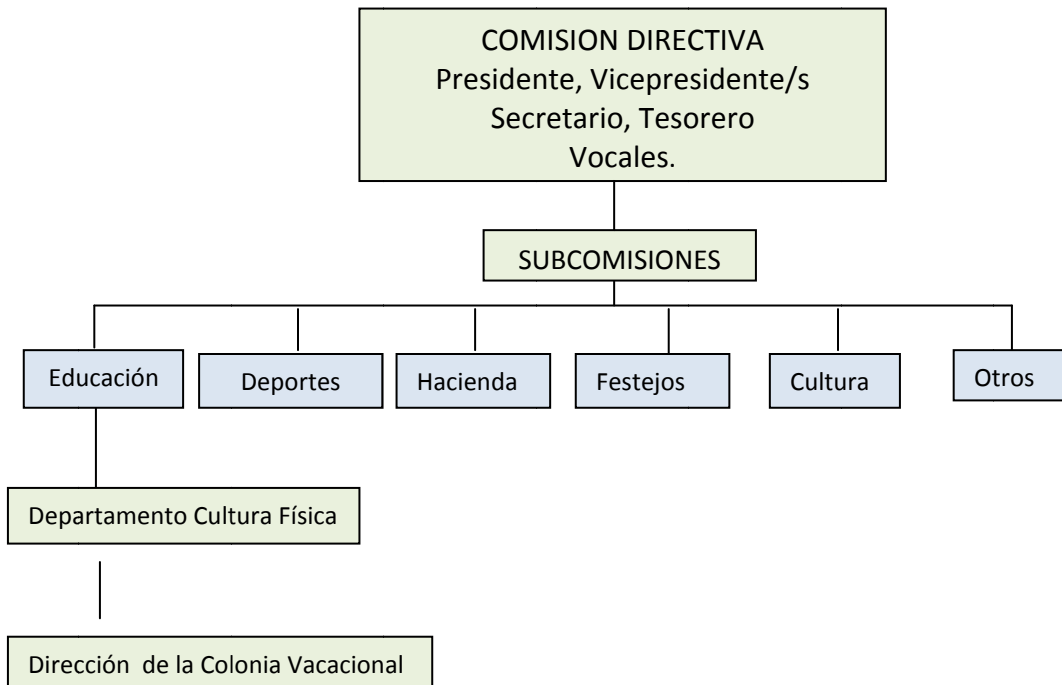 COMISION DIRECTIVA
Presidente, Vicepresidente/s
Secretario, Tesorero
Vocales.
SUBCOMISIONES
Educación
Deportes
Hacienda
Festejos
Cultura
Otros
Departamento Cultura Física
Dirección de la Colonia Vacacional